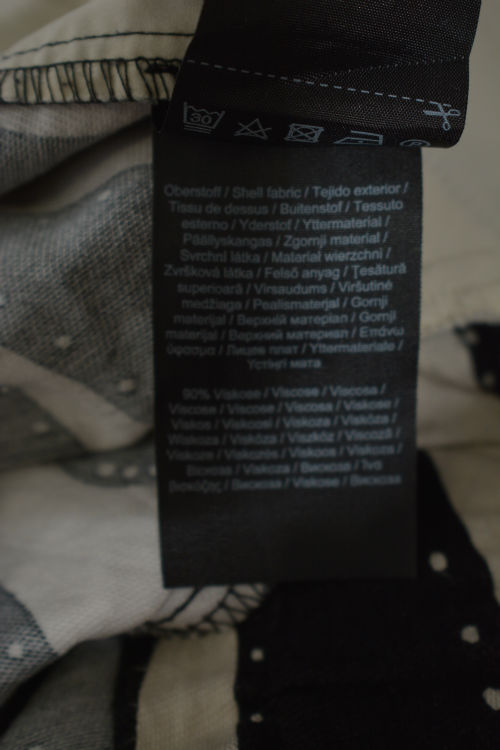 30
Oberstoff / Shell fabric / Tejido exterior /
Tissu de dessus / Buitenstof / Tessuto
esterno / Yderstof / Yttermaterial /
Päällyskangas / Zgornji material /
Svrchní látka / Materiał wierzchni /
Zvršková látka / Felső anyag / Ţesătură
superioară / Virsaudums / Viršutinė
medžiaga / Pealismaterjal / Gornji
materijal / Верхній матеріал / Gornji
materijal / Верхний материал / Επάνω
ύφασμα / Лицев плат / Yttermateriale /
90% Viskose / Viscose / Viscosa /
Viscose / Viscose / Viscosa / Viskose /
Viskos / Viskoosi / Viskoza / Viskóza /
Wiskoza / Viskóza / Viszkóz / Viscoză /
Viskoze / Viskozės / Viskoos / Viskoza /
Віскоза / Viskoza / Вискоза / Ίνα
βισκόζης / Вискоза / Viskose / Вискоза